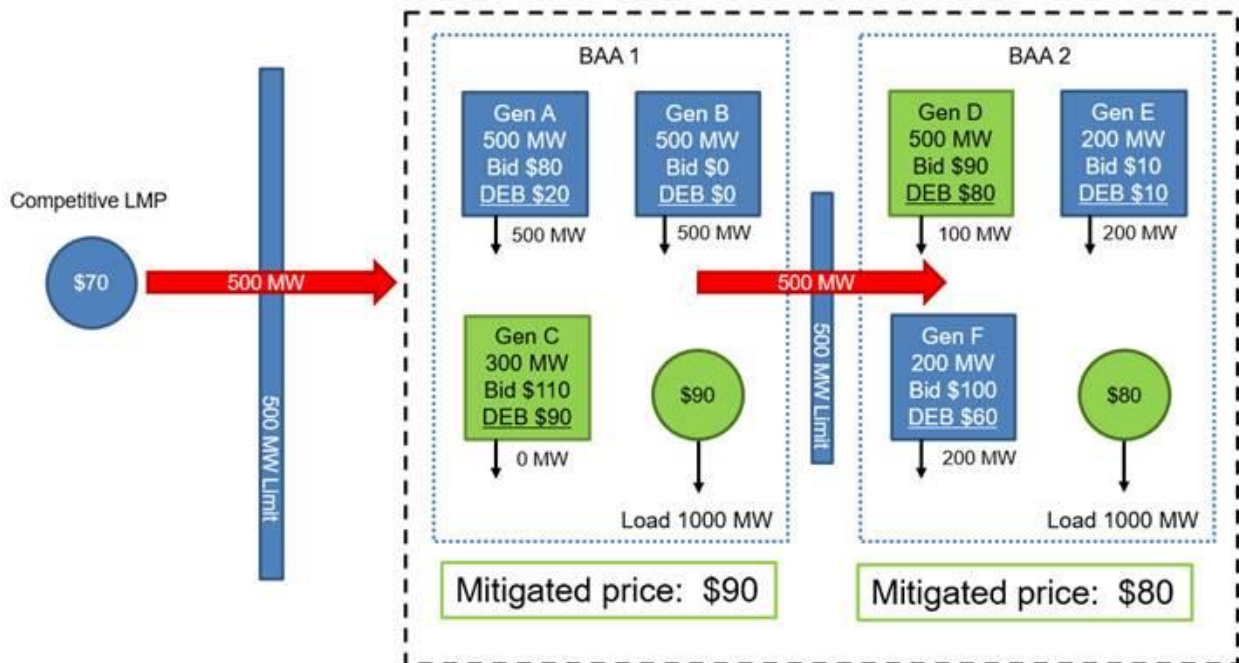 Competitive LMP
$70
500 MW
500 MW Limit
BAA 1
Gen A
500 MW
Bid $80
DEB $20
500 MW
Gen B
500 MW
Bid $0
DEB $0
500 MW
Gen C
300 MW
Bid $110
DEB $90
0 MW
$90
Load 1000 MW
Mitigated price: $90
500 MW
500 MW Limit
BAA 2
Gen D
500 MW
Bid $90
DEB $80
100 MW
Gen E
200 MW
Bid $10
DEB $10
200 MW
Gen F
200 MW
Bid $100
DEB $60
200 MW
$80
Load 1000 MW
Mitigated price: $80